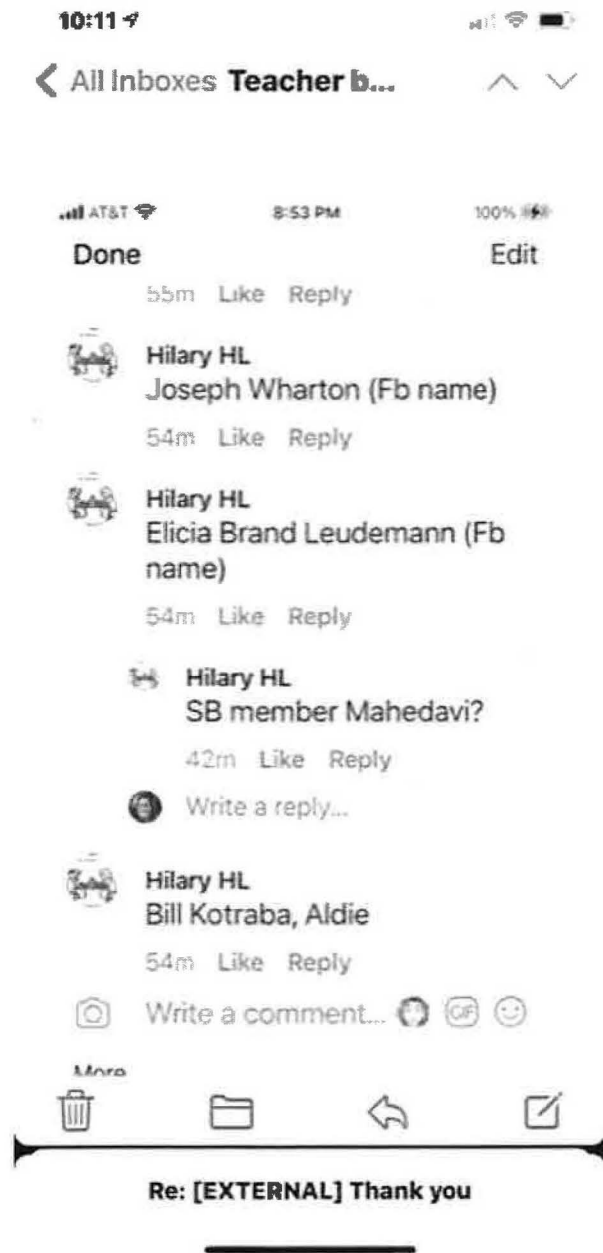 10:11
All Inboxes Teacher b...
AT&T 8:53 PM 100%
Done Edit
55m Like Reply
Hilary HL
Joseph Wharton (Fb name)
54m Like Reply
Hilary HL
Elicia Brand Leudemann (Fb
name)
54m Like Reply
Hilary HL
SB member Mahedavi?
42m Like Reply
Write a reply...
Hilary HL
Bill Kotraba, Aldie
54m Like Reply
Write a comment... GIF
More
Re: [EXTERNAL] Thank you